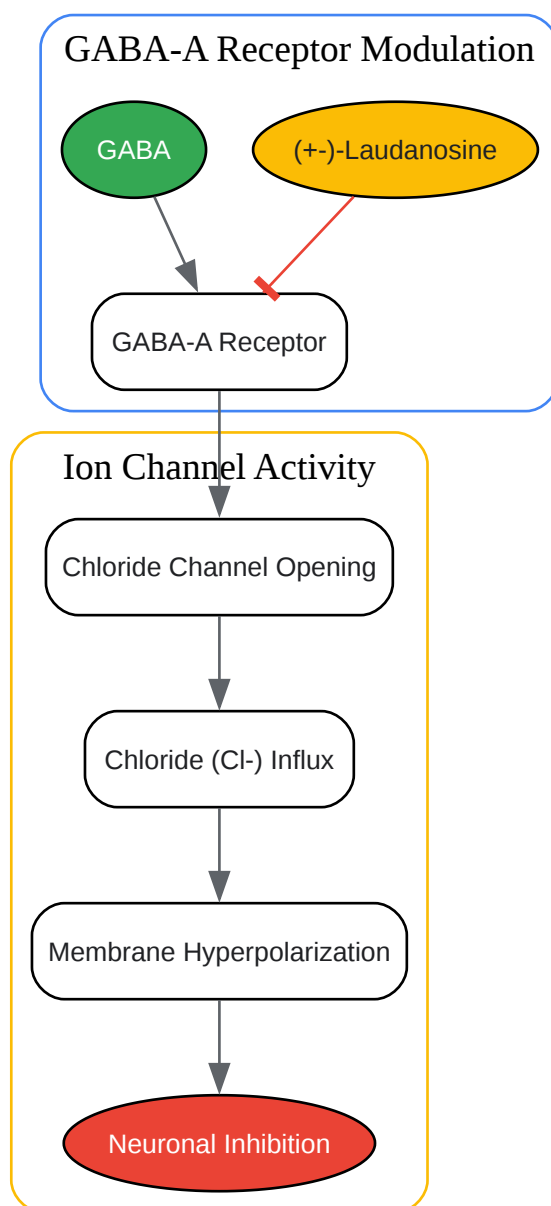 GABA-A Receptor Modulation
GABA
(+-)-Laudanosine
GABA-A Receptor
Ion Channel Activity
Chloride Channel Opening
Chloride (Cl-) Influx
Membrane Hyperpolarization
Neuronal Inhibition